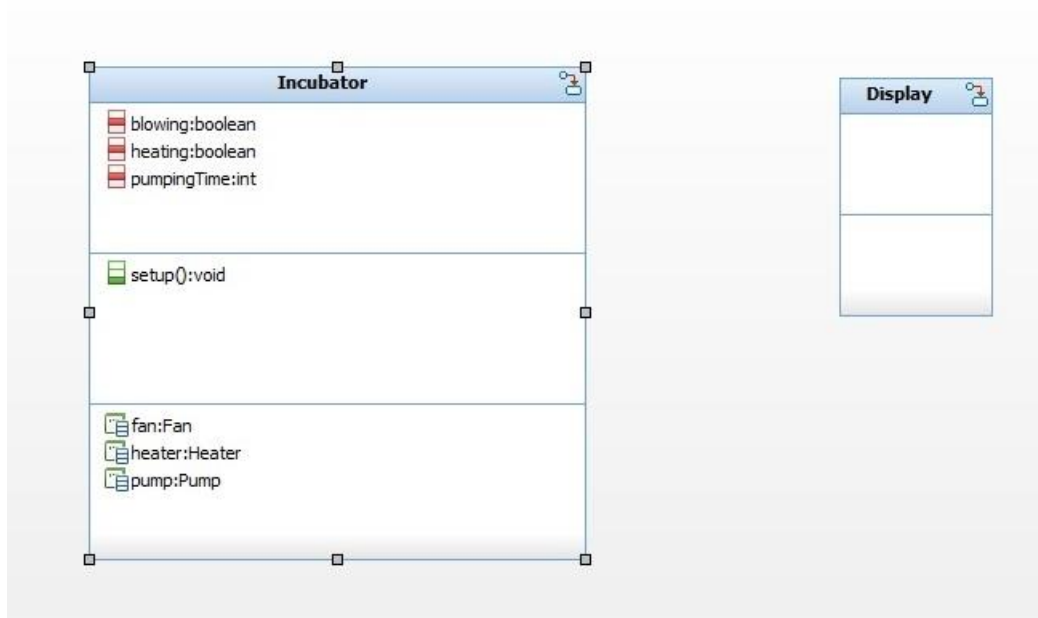 Incubator
blowing:boolean
heating:boolean
pumpingTime:int
setup():void
fan:Fan
heater:Heater
pump:Pump
Display